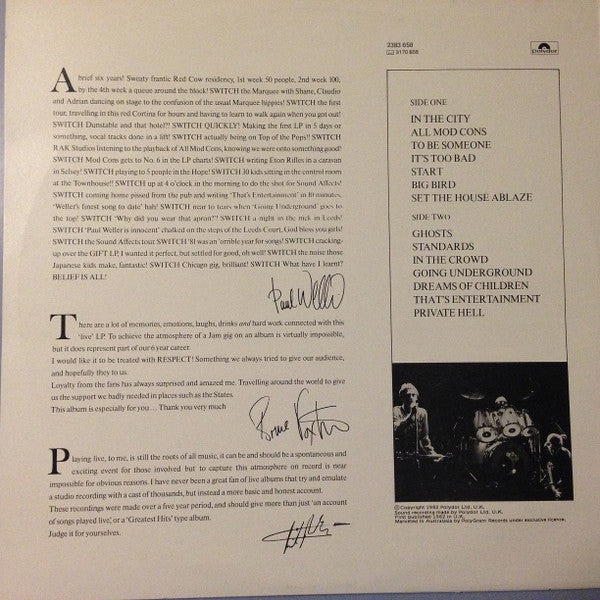 2383 658
3170 658
polydor
A brief six years! Sweaty frantic Red Cow residency, 1st week 50 people, 2nd week 100,
by the 4th week a queue around the block! SWITCH the Marquee with Shane, Claudio
and Adrian dancing on stage to the confusion of the usual Marquee hippies! SWITCH the first
tour, travelling in this red Cortina for hours and having to learn to walk again when you got out!
SWITCH Dunstable and that hotel?! SWITCH QUICKLY! Making the first LP in 5 days or
something, vocal tracks done in a lift! SWITCH actually being on Top of the Pops!! SWITCH
RAK Studios listening to the playback of All Mod Cons, knowing we were onto something good!
SWITCH Mod Cons gets to No. 6 in the LP charts! SWITCH writing Eton Rifles in a caravan
in Selsey! SWITCH playing to 5 people in the Hope! SWITCH 30 kids sitting in the control room
at the Townhouse!! SWITCH up at 4 o'clock in the morning to do the shot for Sound Affects!
SWITCH coming home pissed from the pub and writing 'That's Entertainment' in 10 minutes,
'Weller's finest song to date' hah! SWITCH near to tears when 'Going Underground' goes to
the top! SWITCH 'Why did you wear that apron?'? SWITCH a night in the nick in Leeds!
SWITCH 'Paul Weller is innocent' chalked on the steps of the Leeds Court, God bless you girls!
SWITCH the Sound Affects tour. SWITCH '81 was an 'orrible year for songs! SWITCH cracking-
up over the GIFT LP, I wanted it perfect, but settled for good, oh well! SWITCH the noise those
Japanese kids make, fantastic! SWITCH Chicago gig, brilliant! SWITCH What have I learnt?
BELIEF IS ALL!
Paul Weller
There are a lot of memories, emotions, laughs, drinks and hard work connected with this
'live' LP. To achieve the atmosphere of a Jam gig on an album is virtually impossible,
but it does represent part of our 6 year career.
I would like it to be treated with RESPECT! Something we always tried to give our audience,
and hopefully they to us.
Loyalty from the fans has always surprised and amazed me. Travelling around the world to give
us the support we badly needed in places such as the States.
This album is especially for you... Thank you very much
Bruce Foxton
Playing live, to me, is still the roots of all music, it can be and should be a spontaneous and
exciting event for those involved but to capture this atmosphere on record is near
impossible for obvious reasons. I have never been a great fan of live albums that try and emulate
a studio recording with a cast of thousands, but instead a more basic and honest account.
These recordings were made over a five year period, and should give more than just 'an account
of songs played live', or a 'Greatest Hits' type album.
Judge it for yourselves.
SIDE ONE
IN THE CITY
ALL MOD CONS
TO BE SOMEONE
IT'S TOO BAD
START
BIG BIRD
SET THE HOUSE ABLAZE
SIDE TWO
GHOSTS
STANDARDS
IN THE CROWD
GOING UNDERGROUND
DREAMS OF CHILDREN
THAT'S ENTERTAINMENT
PRIVATE HELL
Ⓟ Copyright 1982 Polydor Ltd. U.K.
Sound recording made by Polydor Ltd. U.K.
First published 1982 in U.K.
Marketed in Australasia by PolyGram Records under exclusive licence.